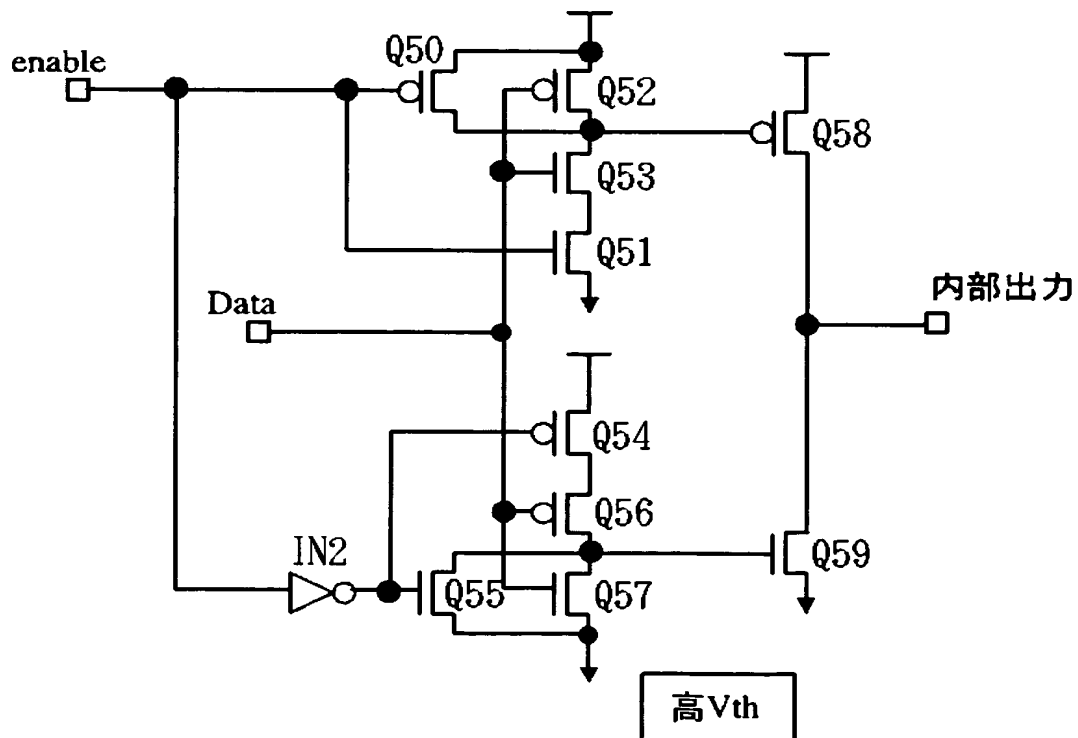 enable
Q50
Q52
Q58
Q53
Q51
Data
内部出力
Q54
Q56
IN2
Q55
Q57
Q59
高Vth